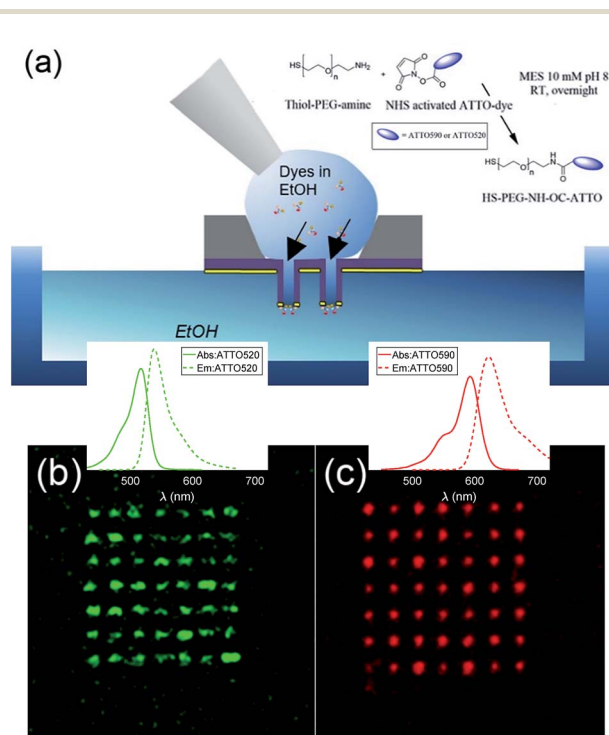 (a)
HS
O
n
NH2
+
O
N
O
O
O
MES 10 mM pH 8
RT, overnight
Thiol-PEG-amine
NHS activated ATTO-dye
= ATTO590 or ATTO520
HS
O
n
H
N
O
HS-PEG-NH-OC-ATTO
Dyes in
EtOH
EtOH
Abs:ATTO520
Em:ATTO520
Abs:ATTO590
Em:ATTO590
(b)
500 600 700
λ (nm)
(c)
500 600 700
λ (nm)